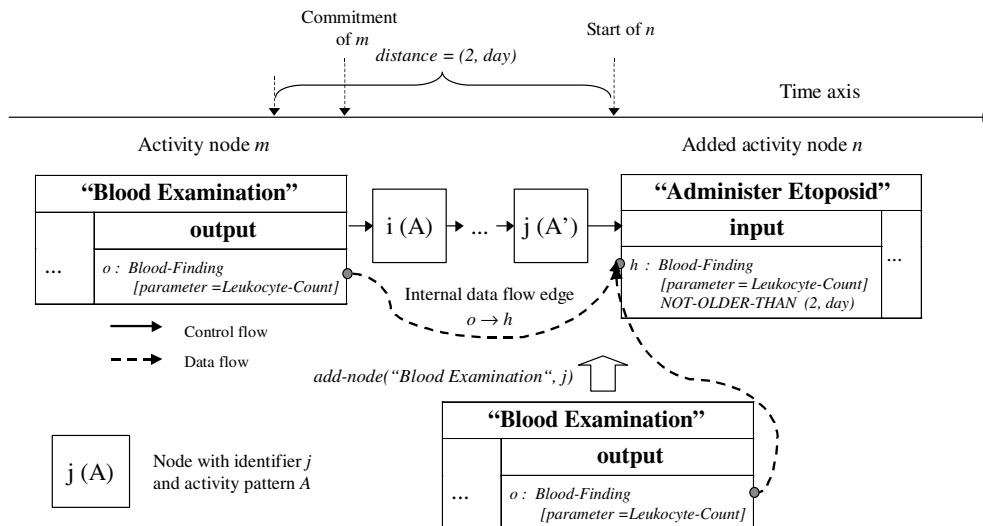 Commitment
of m
Start of n
distance = (2, day)
Time axis
Activity node m
Added activity node n
“Blood Examination”
output
...
o : Blood-Finding
[parameter =Leukocyte-Count]
i (A)
...
j (A’)
“Administer Etoposid”
input
...
h : Blood-Finding
[parameter = Leukocyte-Count]
NOT-OLDER-THAN (2, day)
Internal data flow edge
o → h
Control flow
Data flow
add-node(“Blood Examination“, j)
“Blood Examination”
output
...
o : Blood-Finding
[parameter =Leukocyte-Count]
j (A)
Node with identifier j
and activity pattern A